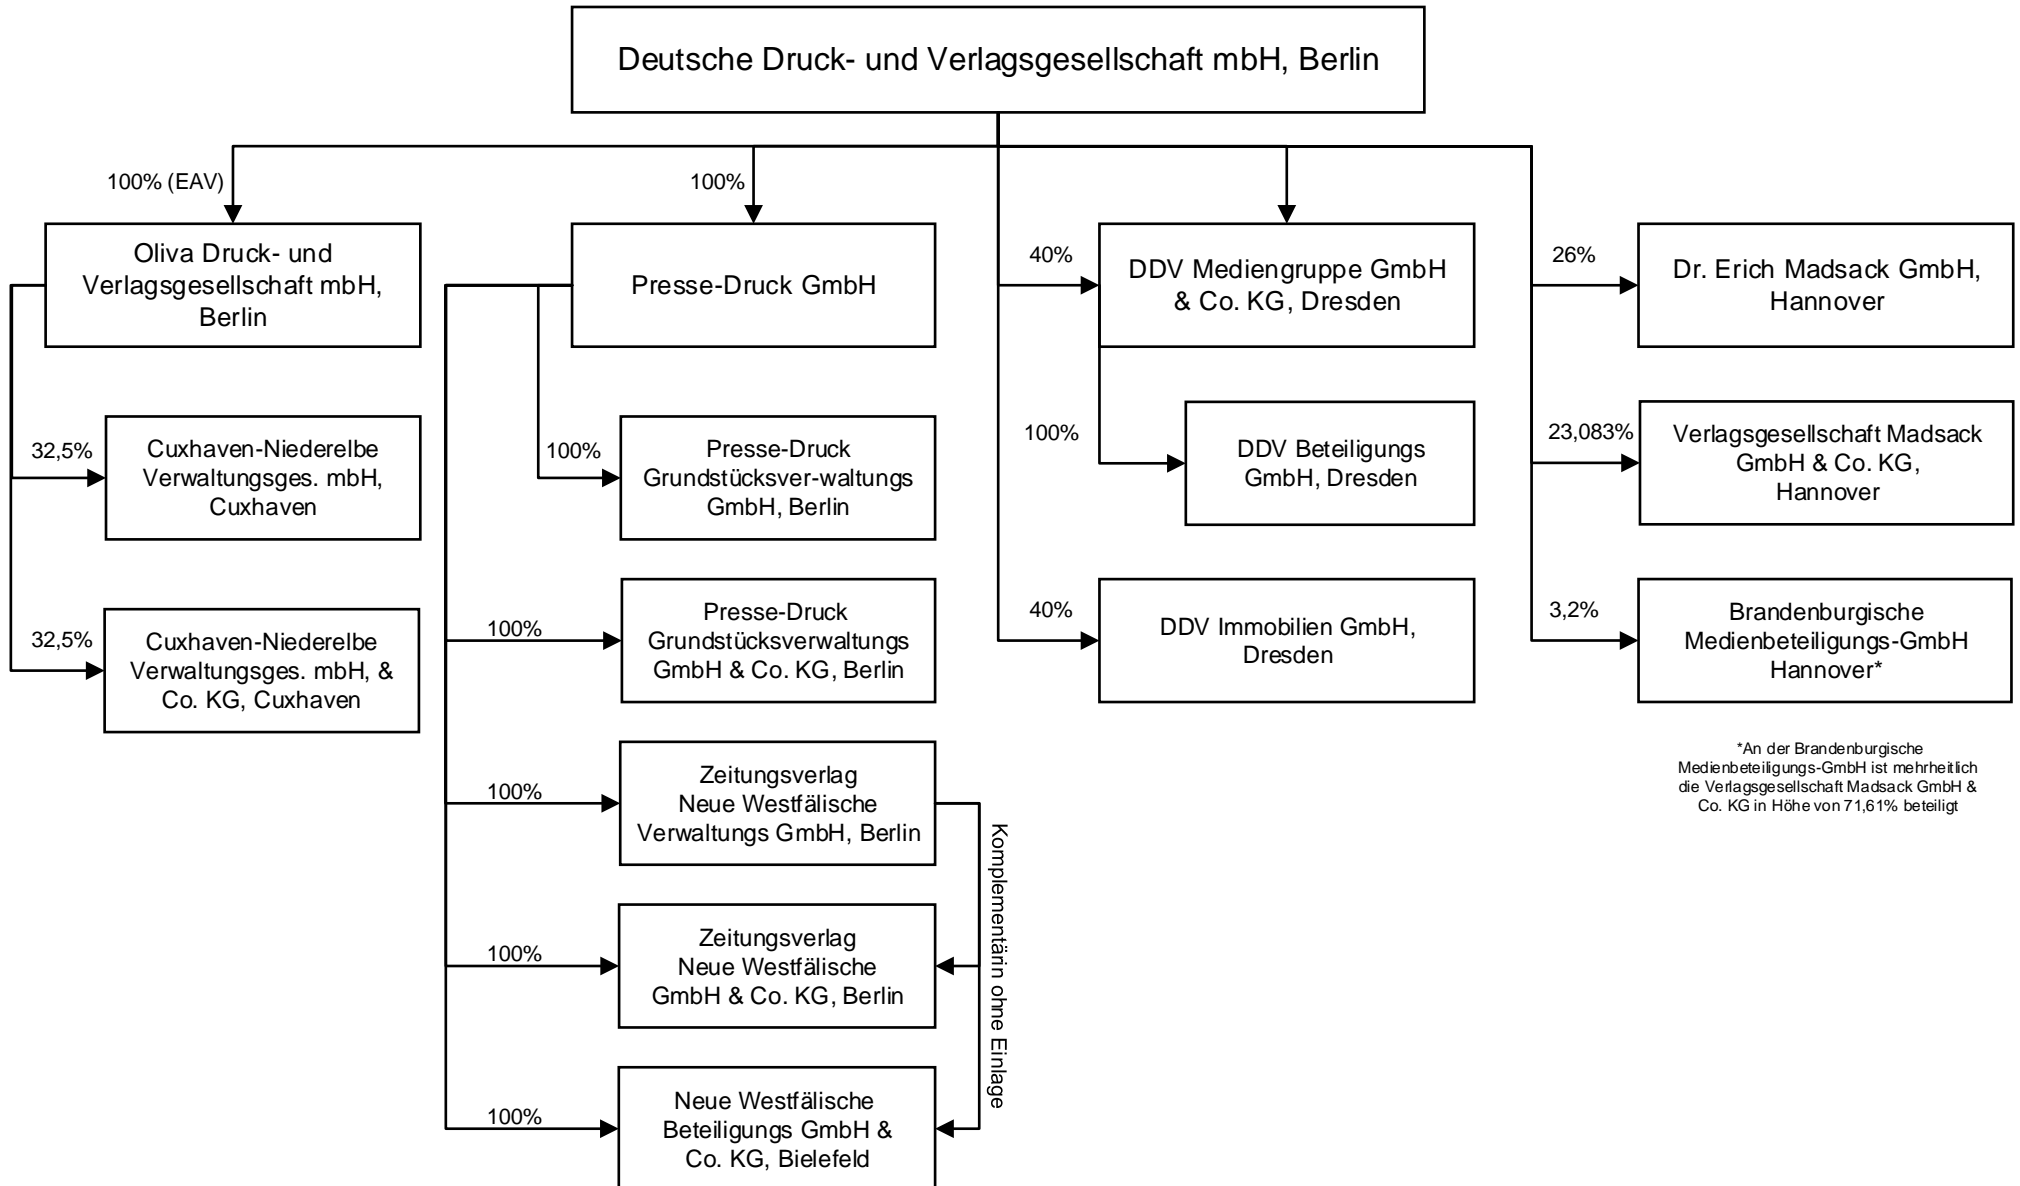 Deutsche Druck- und Verlagsgesellschaft mbH, Berlin
100% (EAV)
Oliva Druck- und
Verlagsgesellschaft mbH,
Berlin
32,5%
Cuxhaven-Niederelbe
Verwaltungsges. mbH,
Cuxhaven
32,5%
Cuxhaven-Niederelbe
Verwaltungsges. mbH, &
Co. KG, Cuxhaven
100%
Presse-Druck GmbH
100%
Presse-Druck
Grundstücksver-waltungs
GmbH, Berlin
100%
Presse-Druck
Grundstücksverwaltungs
GmbH & Co. KG, Berlin
100%
Zeitungsverlag
Neue Westfälische
Verwaltungs GmbH, Berlin
100%
Zeitungsverlag
Neue Westfälische
GmbH & Co. KG, Berlin
100%
Neue Westfälische
Beteiligungs GmbH &
Co. KG, Bielefeld
Komplementärin ohne Einlage
40%
DDV Mediengruppe GmbH
& Co. KG, Dresden
100%
DDV Beteiligungs
GmbH, Dresden
40%
DDV Immobilien GmbH,
Dresden
26%
Dr. Erich Madsack GmbH,
Hannover
23,083%
Verlagsgesellschaft Madsack
GmbH & Co. KG,
Hannover
3,2%
Brandenburgische
Medienbeteiligungs-GmbH
Hannover*
*An der Brandenburgische
Medienbeteiligungs-GmbH ist mehrheitlich
die Verlagsgesellschaft Madsack GmbH &
Co. KG in Höhe von 71,61% beteiligt